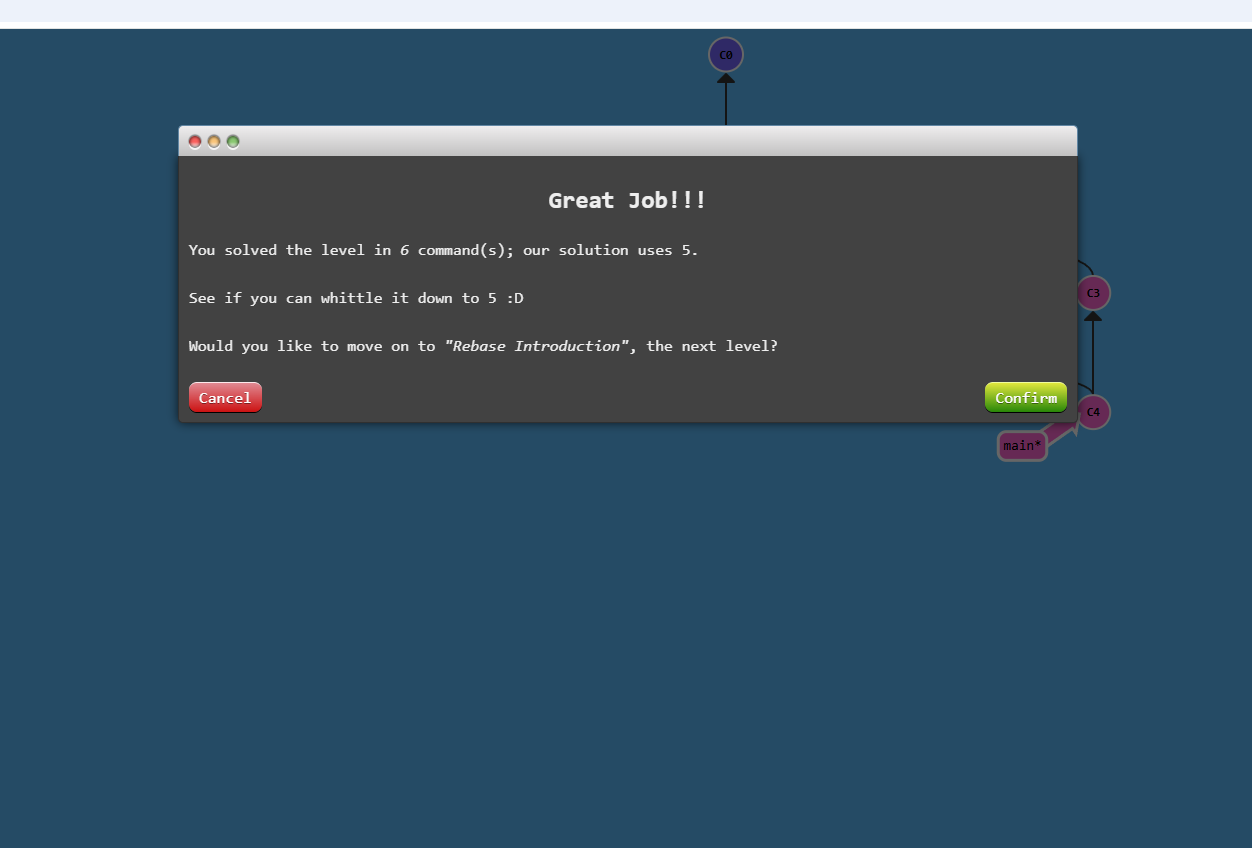 C0
Great Job!!!
You solved the level in 6 command(s); our solution uses 5.
See if you can whittle it down to 5 :D
Would you like to move on to "Rebase Introduction", the next level?
Cancel
Confirm
C3
C4
main*